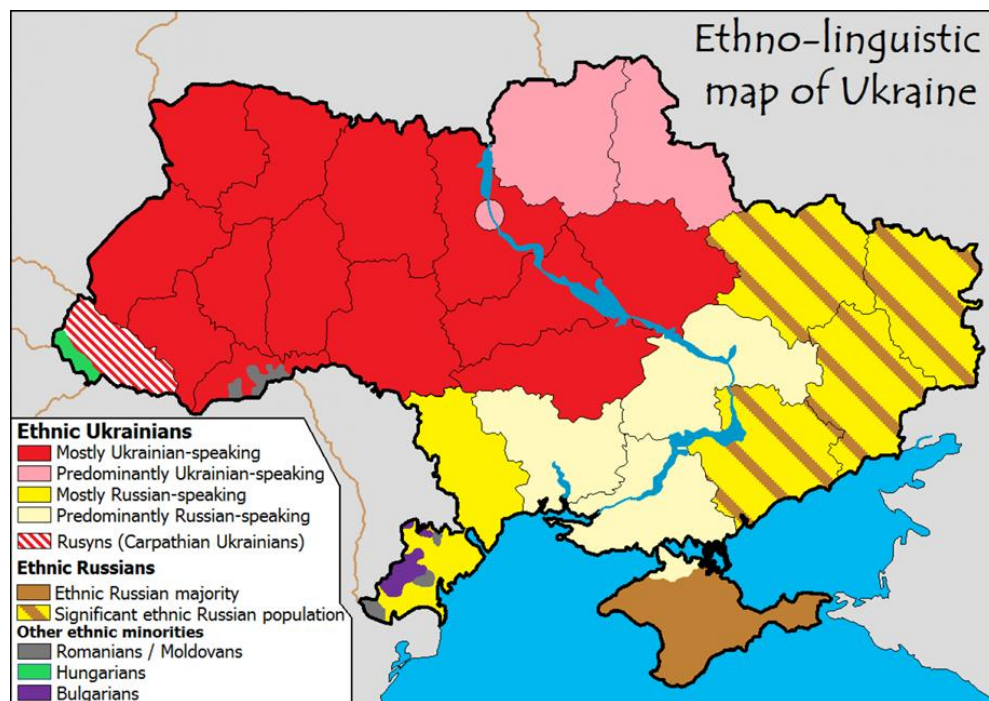 Ethno-linguistic
map of Ukraine
Ethnic Ukrainians
Mostly Ukrainian-speaking
Predominantly Ukrainian-speaking
Mostly Russian-speaking
Predominantly Russian-speaking
Rusyns (Carpathian Ukrainians)
Ethnic Russians
Ethnic Russian majority
Significant ethnic Russian population
Other ethnic minorities
Romanians / Moldovans
Hungarians
Bulgarians